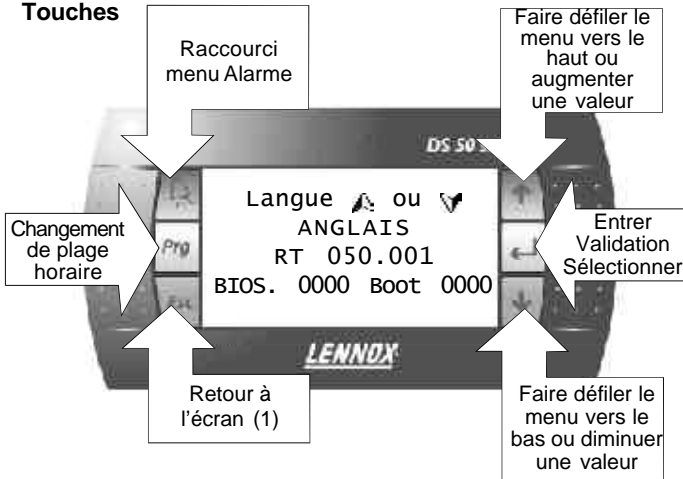 Touches
Raccourci
menu Alarme
Faire défiler le
menu vers le
haut ou
augmenter
une valeur
DS 50
Changement
de plage
horaire
Prg
Langue ou
ANGLAIS
RT 050.001
BIOS. 0000 Boot 0000
Entrer
Validation
Sélectionner
Esc
LENNOX
Retour à
l'écran (1)
Faire défiler le
menu vers le
bas ou diminuer
une valeur